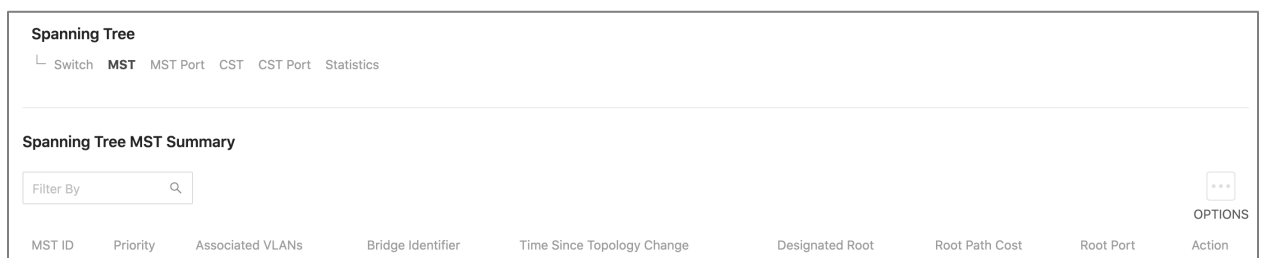 Spanning Tree
Switch MST MST Port CST CST Port Statistics
Spanning Tree MST Summary
Filter By
OPTIONS
MST ID Priority Associated VLANs Bridge Identifier Time Since Topology Change Designated Root Root Path Cost Root Port Action